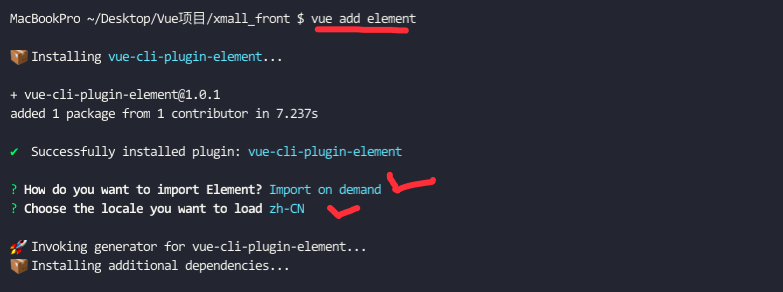 MacBookPro ~/Desktop/Vue项目/xmall_front $ vue add element
Installing vue-cli-plugin-element...
+ vue-cli-plugin-element@1.0.1
added 1 package from 1 contributor in 7.237s
✔ Successfully installed plugin: vue-cli-plugin-element
? How do you want to import Element? Import on demand
? Choose the locale you want to load zh-CN
Invoking generator for vue-cli-plugin-element...
Installing additional dependencies...